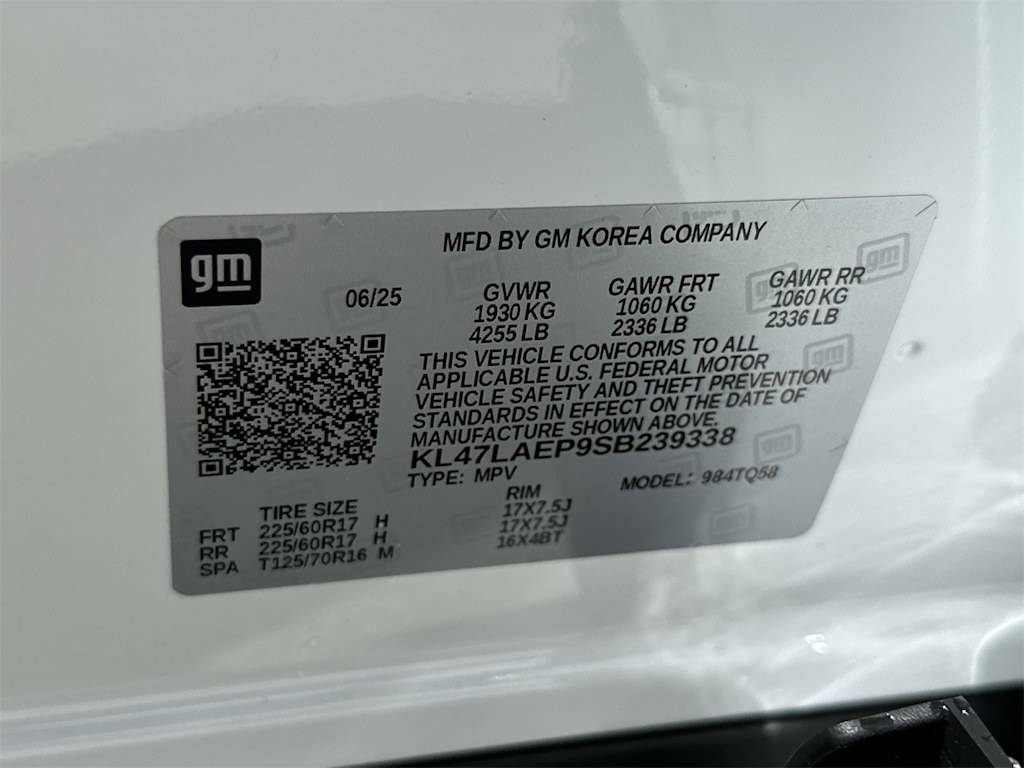 gm
MFD BY GM KOREA COMPANY
06/25
GVWR GAWR FRT GAWR RR
1930 KG 1060 KG 1060 KG
4255 LB 2336 LB 2336 LB
THIS VEHICLE CONFORMS TO ALL
APPLICABLE U.S. FEDERAL MOTOR
VEHICLE SAFETY AND THEFT PREVENTION
STANDARDS IN EFFECT ON THE DATE OF
MANUFACTURE SHOWN ABOVE.
KL47LAEP9SB239338
TYPE: MPV MODEL: 984TQ58
TIRE SIZE RIM
FRT 225/60R17 H 17X7.5J
RR 225/60R17 H 17X7.5J
SPA T125/70R16 M 16X4BT